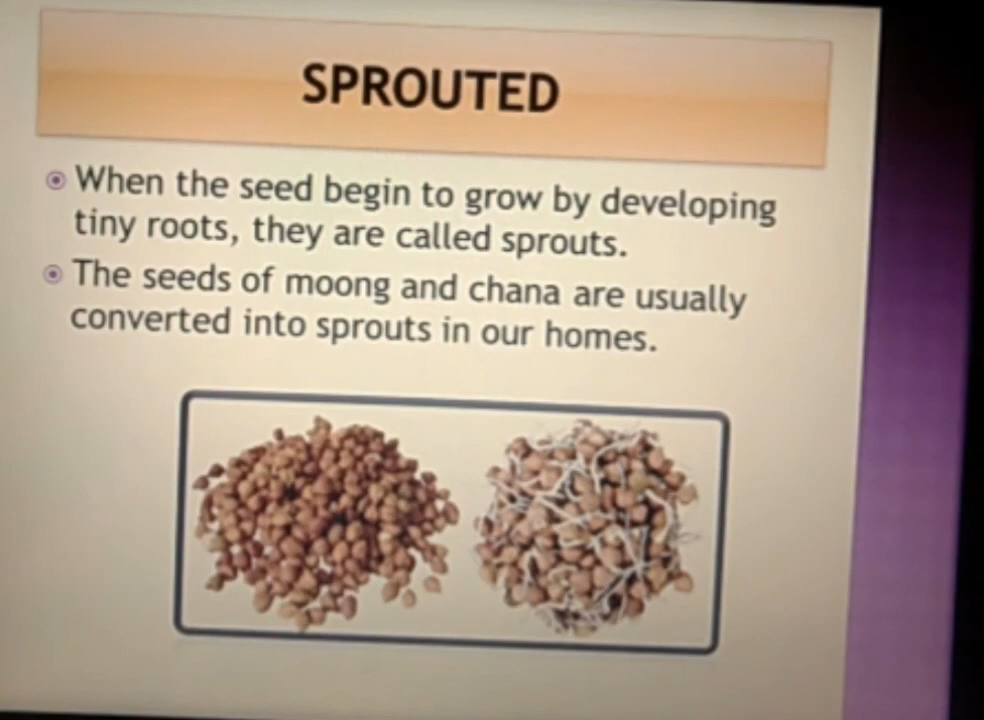 SPROUTED
When the seed begin to grow by developing
tiny roots, they are called sprouts.
The seeds of moong and chana are usually
converted into sprouts in our homes.